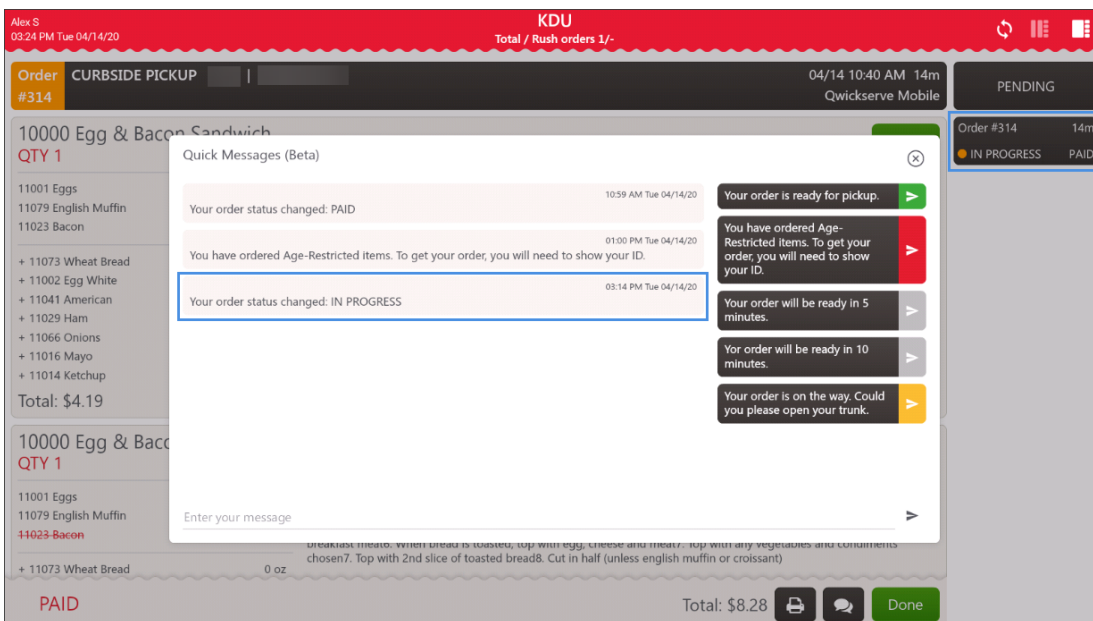 Alex S
03:24 PM Tue 04/14/20
KDU
Total / Rush orders 1/-
Order
#314
CURBSIDE PICKUP |
04/14 10:40 AM 14m
Qwickserve Mobile
PENDING
Order #314 14m
IN PROGRESS PAID
10000 Egg & Bacon Sandwich
QTY 1
11001 Eggs
11079 English Muffin
11023 Bacon
+ 11073 Wheat Bread
+ 11002 Egg White
+ 11041 American
+ 11029 Ham
+ 11066 Onions
+ 11016 Mayo
+ 11014 Ketchup
Total: $4.19
Quick Messages (Beta)
10:59 AM Tue 04/14/20
Your order status changed: PAID
01:00 PM Tue 04/14/20
You have ordered Age-Restricted items. To get your order, you will need to show your ID.
03:14 PM Tue 04/14/20
Your order status changed: IN PROGRESS
Your order is ready for pickup.
You have ordered Age-
Restricted items. To get your
order, you will need to show
your ID.
Your order will be ready in 5
minutes.
Yor order will be ready in 10
minutes.
Your order is on the way. Could
you please open your trunk.
Enter your message
10000 Egg & Baco
QTY 1
11001 Eggs
11079 English Muffin
11023 Bacon
+ 11073 Wheat Bread 0 oz
breakfast meat6. When bread is toasted, top with egg, cheese and meat7. Top with any vegetables and condiments
chosen7. Top with 2nd slice of toasted bread8. Cut in half (unless english muffin or croissant)
PAID
Total: $8.28
Done